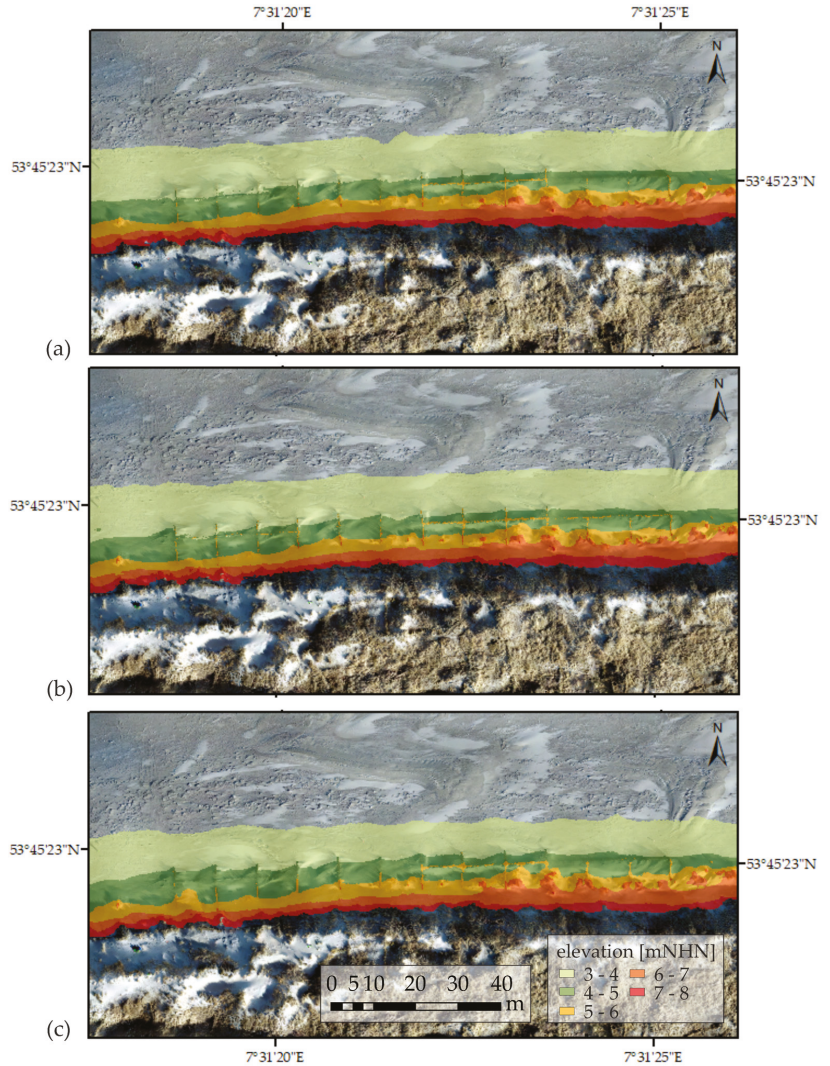 7°31'20"E 7°31'25"E
N
53°45'23"N 53°45'23"N
(a)
N
53°45'23"N 53°45'23"N
(b)
N
53°45'23"N 53°45'23"N
elevation [mNHN]
3 - 4 6 - 7
4 - 5 7 - 8
5 - 6
0 5 10 20 30 40
m
(c)
7°31'20"E 7°31'25"E